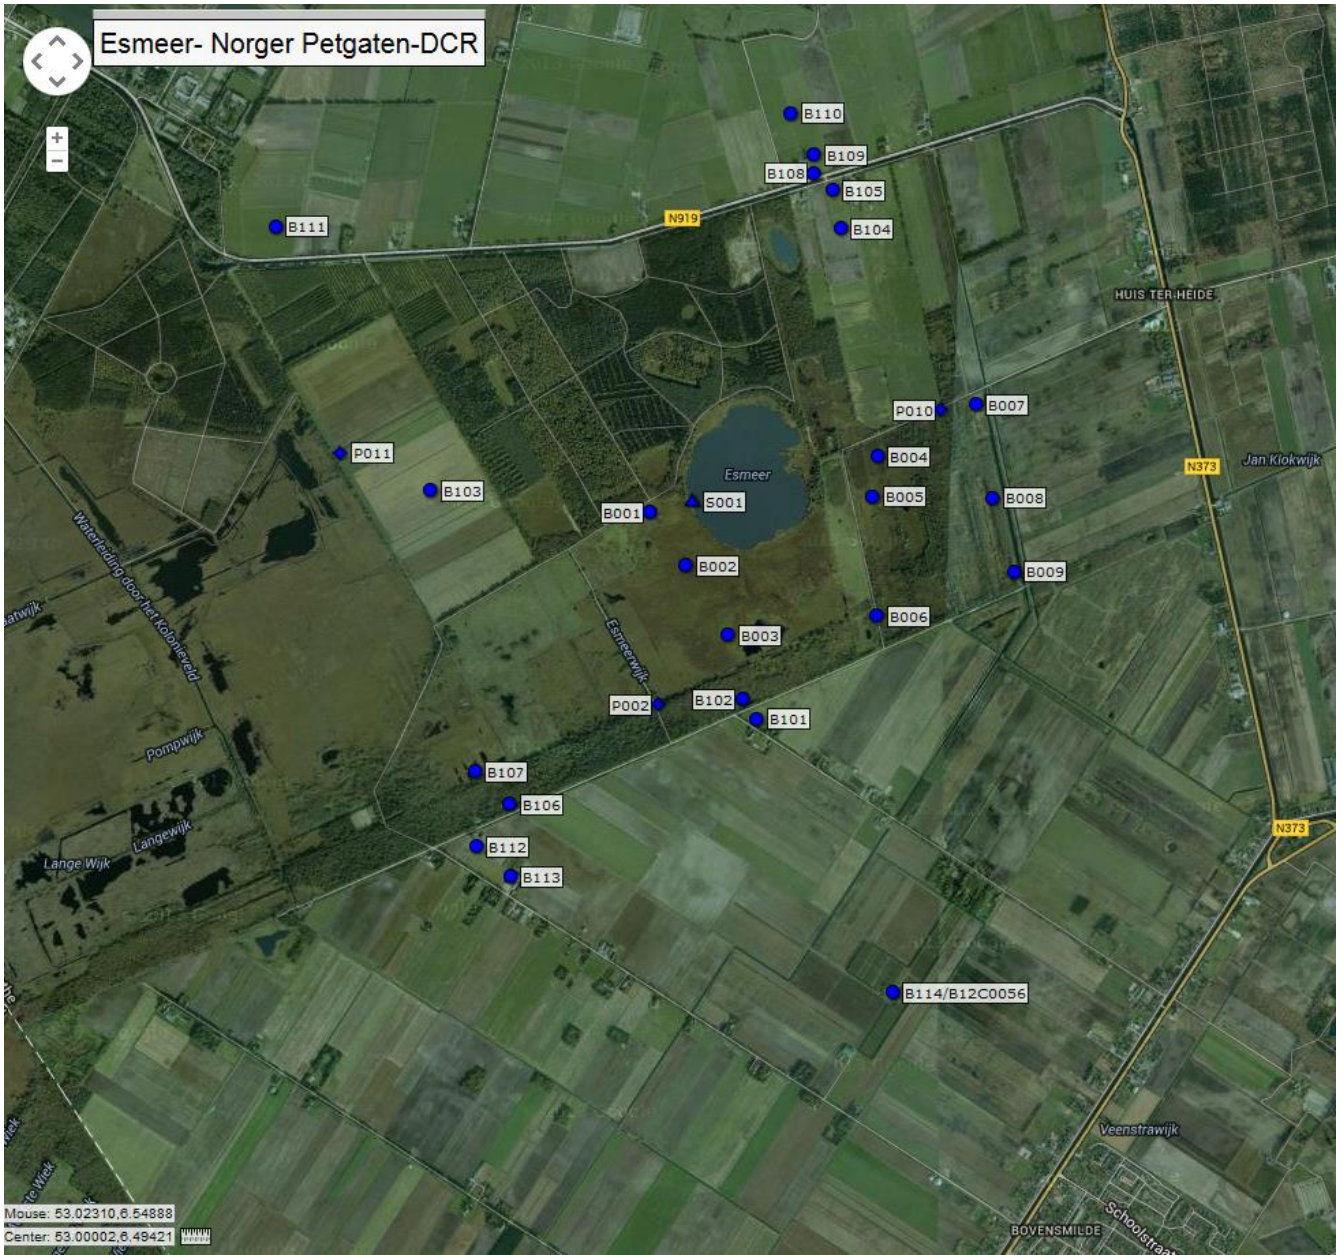 Esmeer- Norger Petgaten-DCR
+
−
B110
B109
B108
B105
N919
B111
B104
HUIS TER HEIDE
P010
B007
P011
B004
N373
Jan Klokwijk
Esmeer
B103
B005
B008
S001
B001
B002
B009
Waterleiding door het Kolonieveld
aatwijk
B006
B003
Esmeerwijk
P002
B102
B101
Pompwijk
B107
B106
N373
Langewijk
B112
Lange Wijk
B113
B114/B12C0056
Veenstrawijk
Mouse: 53.02310,6.54888
Schoolstraat
Center: 53.00002,6.49421
BOVENSMILDE